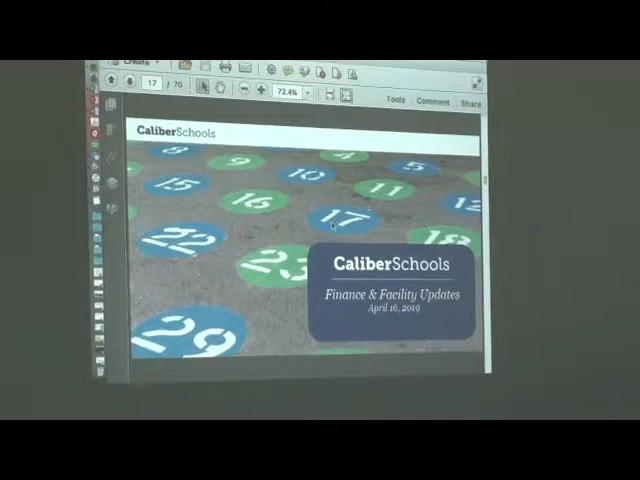 Create
17 / 70
72.4%
Tools Comment Share
CaliberSchools
8 9 4 5
15 16 10 11 12
22 23 17 18
29
CaliberSchools
Finance & Facility Updates
April 16, 2019